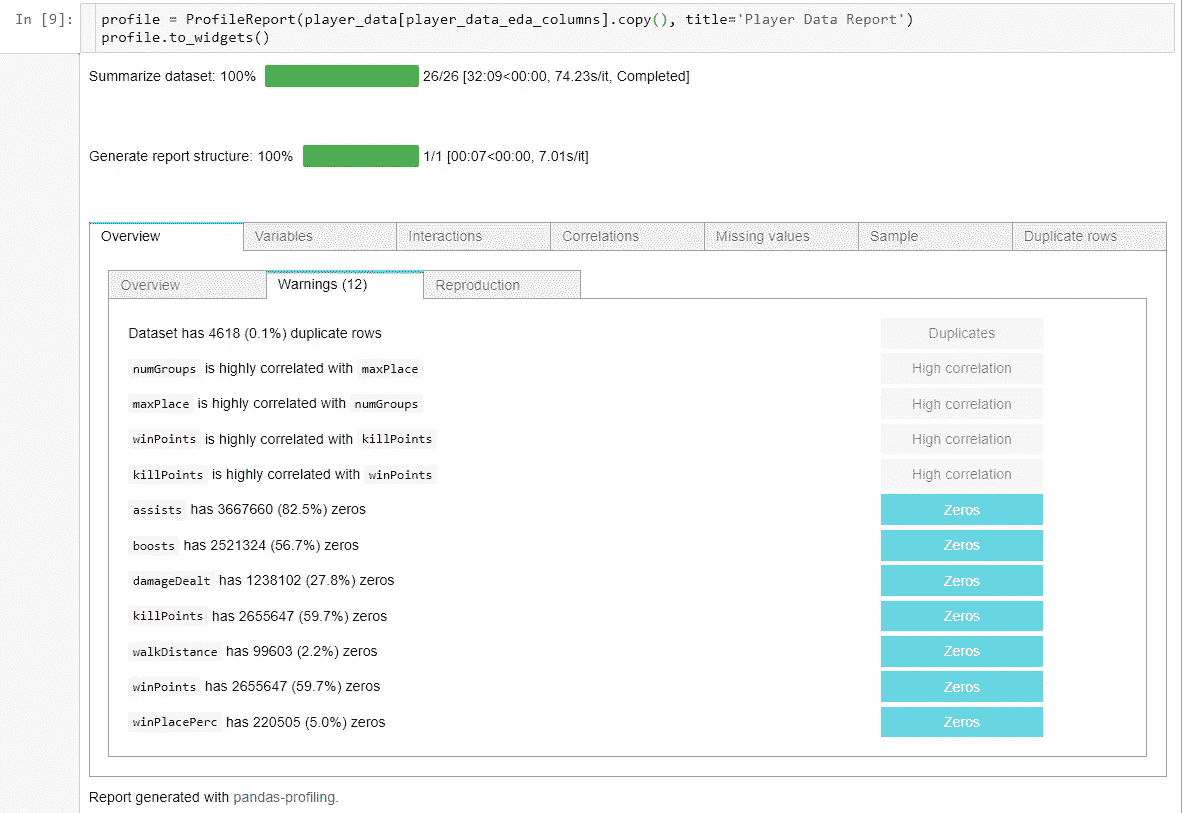 In [9]: profile = ProfileReport(player_data[player_data_eda_columns].copy(), title='Player Data Report')
profile.to_widgets()
Summarize dataset: 100% 26/26 [32:09<00:00, 74.23s/it, Completed]
Generate report structure: 100% 1/1 [00:07<00:00, 7.01s/it]
Overview Variables Interactions Correlations Missing values Sample Duplicate rows
Overview Warnings (12) Reproduction
Dataset has 4618 (0.1%) duplicate rows Duplicates
numGroups is highly correlated with maxPlace High correlation
maxPlace is highly correlated with numGroups High correlation
winPoints is highly correlated with killPoints High correlation
killPoints is highly correlated with winPoints High correlation
assists has 3667660 (82.5%) zeros Zeros
boosts has 2521324 (56.7%) zeros Zeros
damageDealt has 1238102 (27.8%) zeros Zeros
killPoints has 2655647 (59.7%) zeros Zeros
walkDistance has 99603 (2.2%) zeros Zeros
winPoints has 2655647 (59.7%) zeros Zeros
winPlacePerc has 220505 (5.0%) zeros Zeros
Report generated with pandas-profiling.